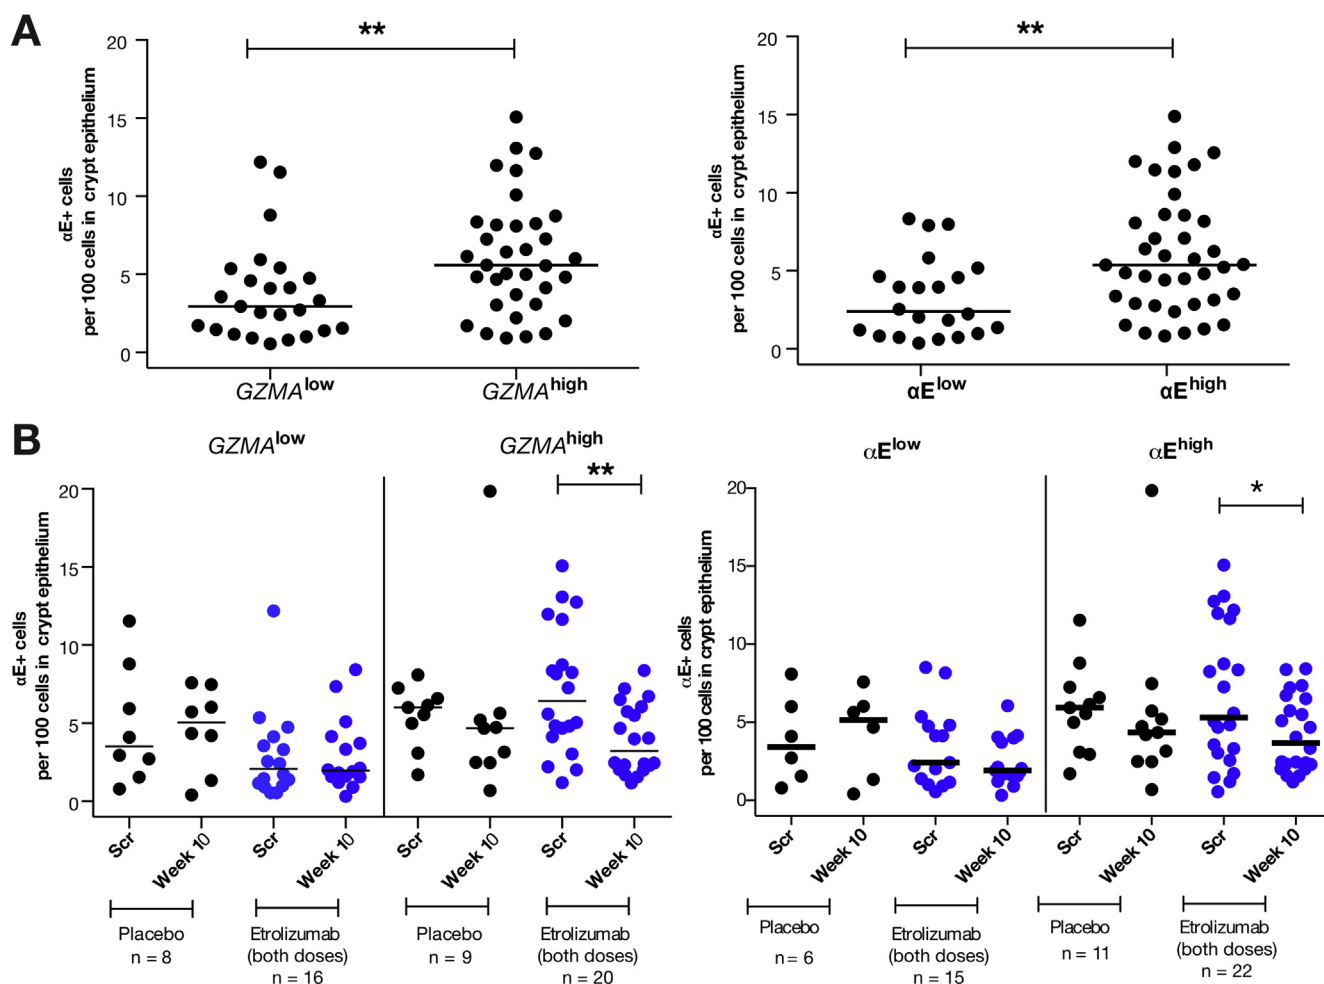 A
**
20
15
10
5
0
αE+ cells
per 100 cells in crypt epithelium
GZMAlow
GZMAhigh
**
20
15
10
5
0
αE+ cells
per 100 cells in crypt epithelium
αElow
αEhigh
B
GZMAlow
GZMAhigh
**
20
15
10
5
0
αE+ cells
per 100 cells in crypt epithelium
Scr
Week 10
Scr
Week 10
Scr
Week 10
Scr
Week 10
Placebo
n = 8
Etrolizumab
(both doses)
n = 16
Placebo
n = 9
Etrolizumab
(both doses)
n = 20
αElow
αEhigh
*
20
15
10
5
0
αE+ cells
per 100 cells in crypt epithelium
Scr
Week 10
Scr
Week 10
Scr
Week 10
Scr
Week 10
Placebo
n= 6
Etrolizumab
(both doses)
n = 15
Placebo
n = 11
Etrolizumab
(both doses)
n = 22